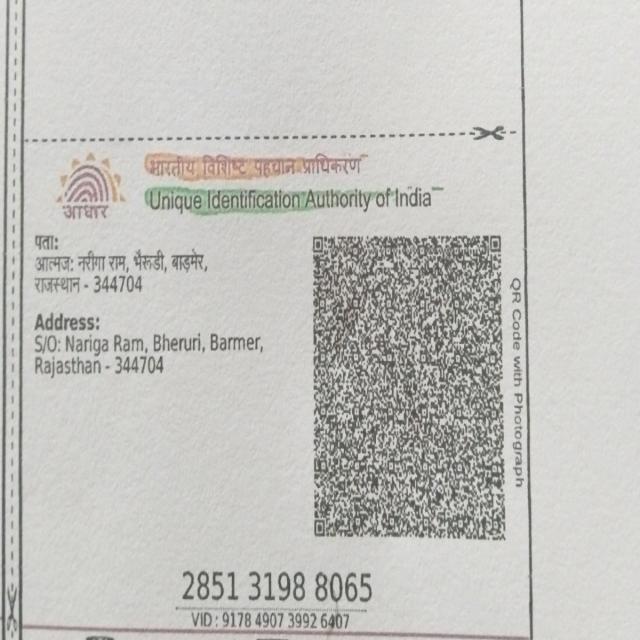 भारतीय विशिष्ट पहचान प्राधिकरण
Unique Identification Authority of India
आधार
पता:
आत्मज: नरीगा राम, भैरूडी, बाड़मेर,
राजस्थान - 344704
Address:
S/O: Nariga Ram, Bheruri, Barmer,
Rajasthan - 344704
QR Code with Photograph
2851 3198 8065
VID : 9178 4907 3992 6407